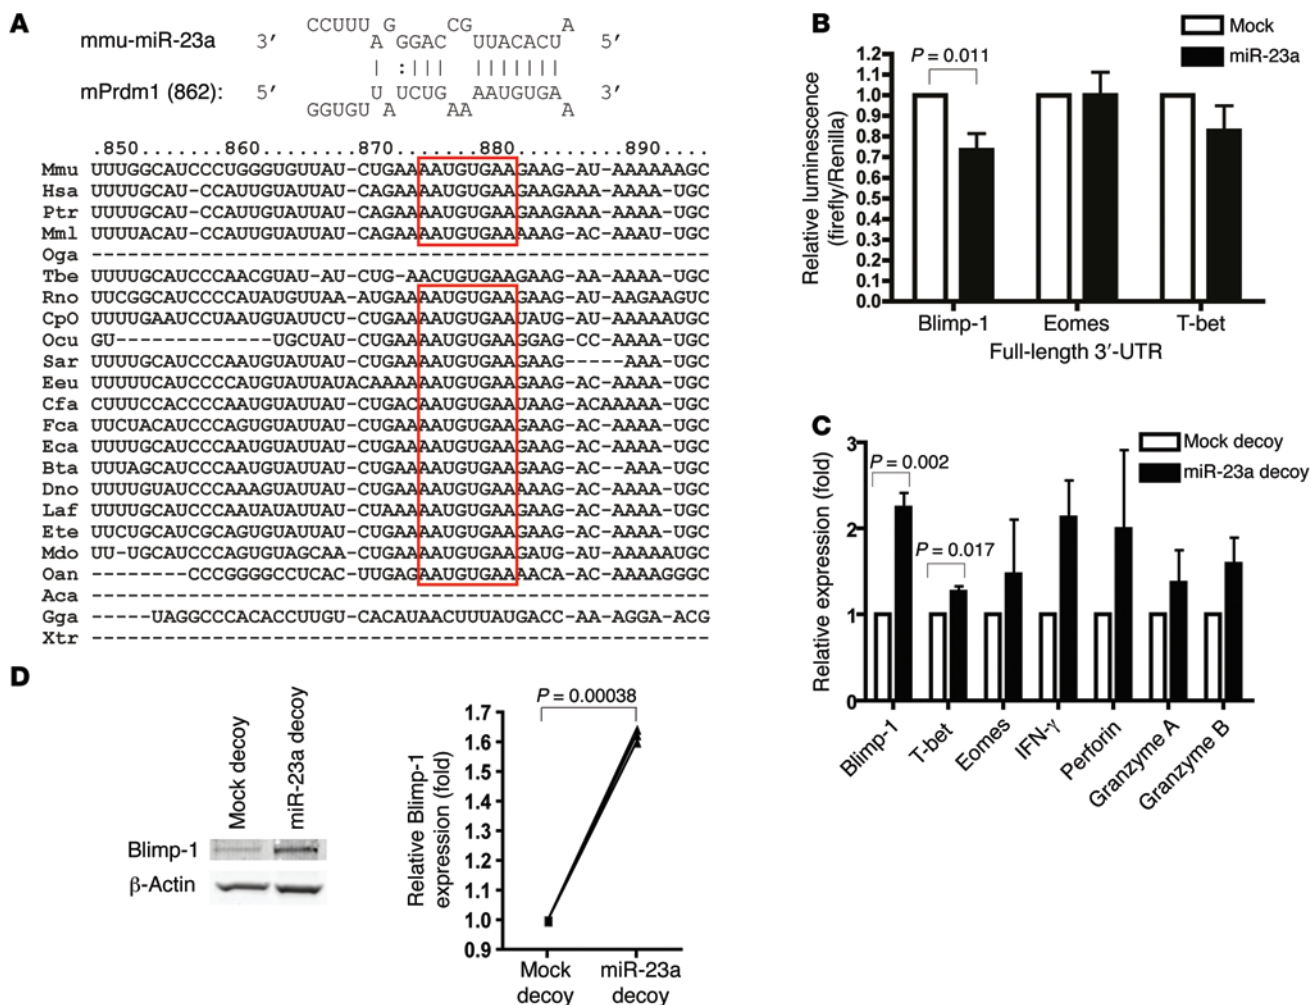 A
CCUUU G CG A
mmu-miR-23a 3′ A GGAC UUACACU 5′
| :||| |||||||
mPrdm1 (862): 5′ U UCUG AAUGUGA 3′
GGUGU A AA A
.850.......860.......870.......880.......890....
Mmu UUUGGCAUCCCUGGGUGUUAU-CUGAAAAUGUGAAGAAG-AU-AAAAAAGC
Hsa UUUUGCAU-CCAUUGUAUUAU-CAGAAAAUGUGAAGAAGAAA-AAAA-UGC
Ptr UUUUGCAU-CCAUUGUAUUAU-CAGAAAAUGUGAAGAAGAAA-AAAA-UGC
Mml UUUUACAU-CCAUUGUAUUAU-CAGAAAAUGUGAAAAAG-AC-AAAU-UGC
Oga ------------------------------------------------
Tbe UUUUGCAUCCCAACGUAU-AU-CUG-AACUGUGAAGAAG-AA-AAAA-UGC
Rno UUCGGCAUCCCCAUAUGUUAA-AUGAAAAUGUGAAGAAG-AU-AAGAAGUC
CpO UUUUGAAUCCUAAUGUAUUCU-CUGAAAAUGUGAAUAUG-AU-AAAAAUGC
Ocu GU-------------UGCUAU-CUGAAAAUGUGAAGGAG-CC-AAAA-UGC
Sar UUUUGCAUCCCAAUGUAUUAU-CUGAAAAUGUGAAGAAG-----AAA-UGC
Eeu UUUUUCAUCCCCAUGUAUUAUACAAAAAAUGUGAAGAAG-AC-AAAA-UGC
Cfa CUUUCCACCCCAAUGUAUUAU-CUGACAAUGUGAAUAAG-ACAAAAA-UGC
Fca UUCUACAUCCCAGUGUAUUAU-CUGAAAAUGUGAAGAAG-AC-AAAA-UGC
Eca UUUUGCAUCCCAAUGUAUUAU-CUGAAAAUGUGAAGAAG-AC-AAAA-UGC
Bta UUUAGCAUCCCAAUGUAUUAU-CUGAAAAUGUGAAGAAG-AC--AAA-UGC
Dno UUUUGUAUCCCAAAGUAUUAU-CUGAAAAUGUGAAAAAG-AC-AAAA-UGC
Laf UUUUGCAUCCCAAUAUAUUAU-CUAAAAAUGUGAAGAAG-AC-AAAA-UGC
Ete UUCUGCAUCGCAGUGUAUUAU-CUGAAAAUGUGAAGAAG-AC-AAAA-UGC
Mdo UU-UGCAUCCCAGUGUAGCAA-CUGAAAAUGUGAAGAUG-AU-AAAAAUGC
Oan --------CCCGGGGCCUCAC-UUGAGAAUGUGAAAACA-AC-AAAAGGGC
Aca ------------------------------------------------
Gga -----UAGGCCCACACCUUGU-CACAUAACUUUAUGACC-AA-AGGA-ACG
Xtr ------------------------------------------------
B
Mock
miR-23a
P = 0.011
1.2
1.1
1.0
0.9
0.8
0.7
0.6
0.5
0.4
0.3
0.2
0.1
0.0
Relative luminescence
(firefly/Renilla)
Blimp-1 Eomes T-bet
Full-length 3′-UTR
C
Mock decoy
miR-23a decoy
P = 0.002
P = 0.017
3
2
1
0
Relative expression (fold)
Blimp-1
T-bet
Eomes
IFN-γ
Perforin
Granzyme A
Granzyme B
D
Mock decoy
miR-23a decoy
Blimp-1
β-Actin
P = 0.00038
1.7
1.6
1.5
1.4
1.3
1.2
1.1
1.0
0.9
Relative Blimp-1
expression (fold)
Mock
decoy
miR-23a
decoy